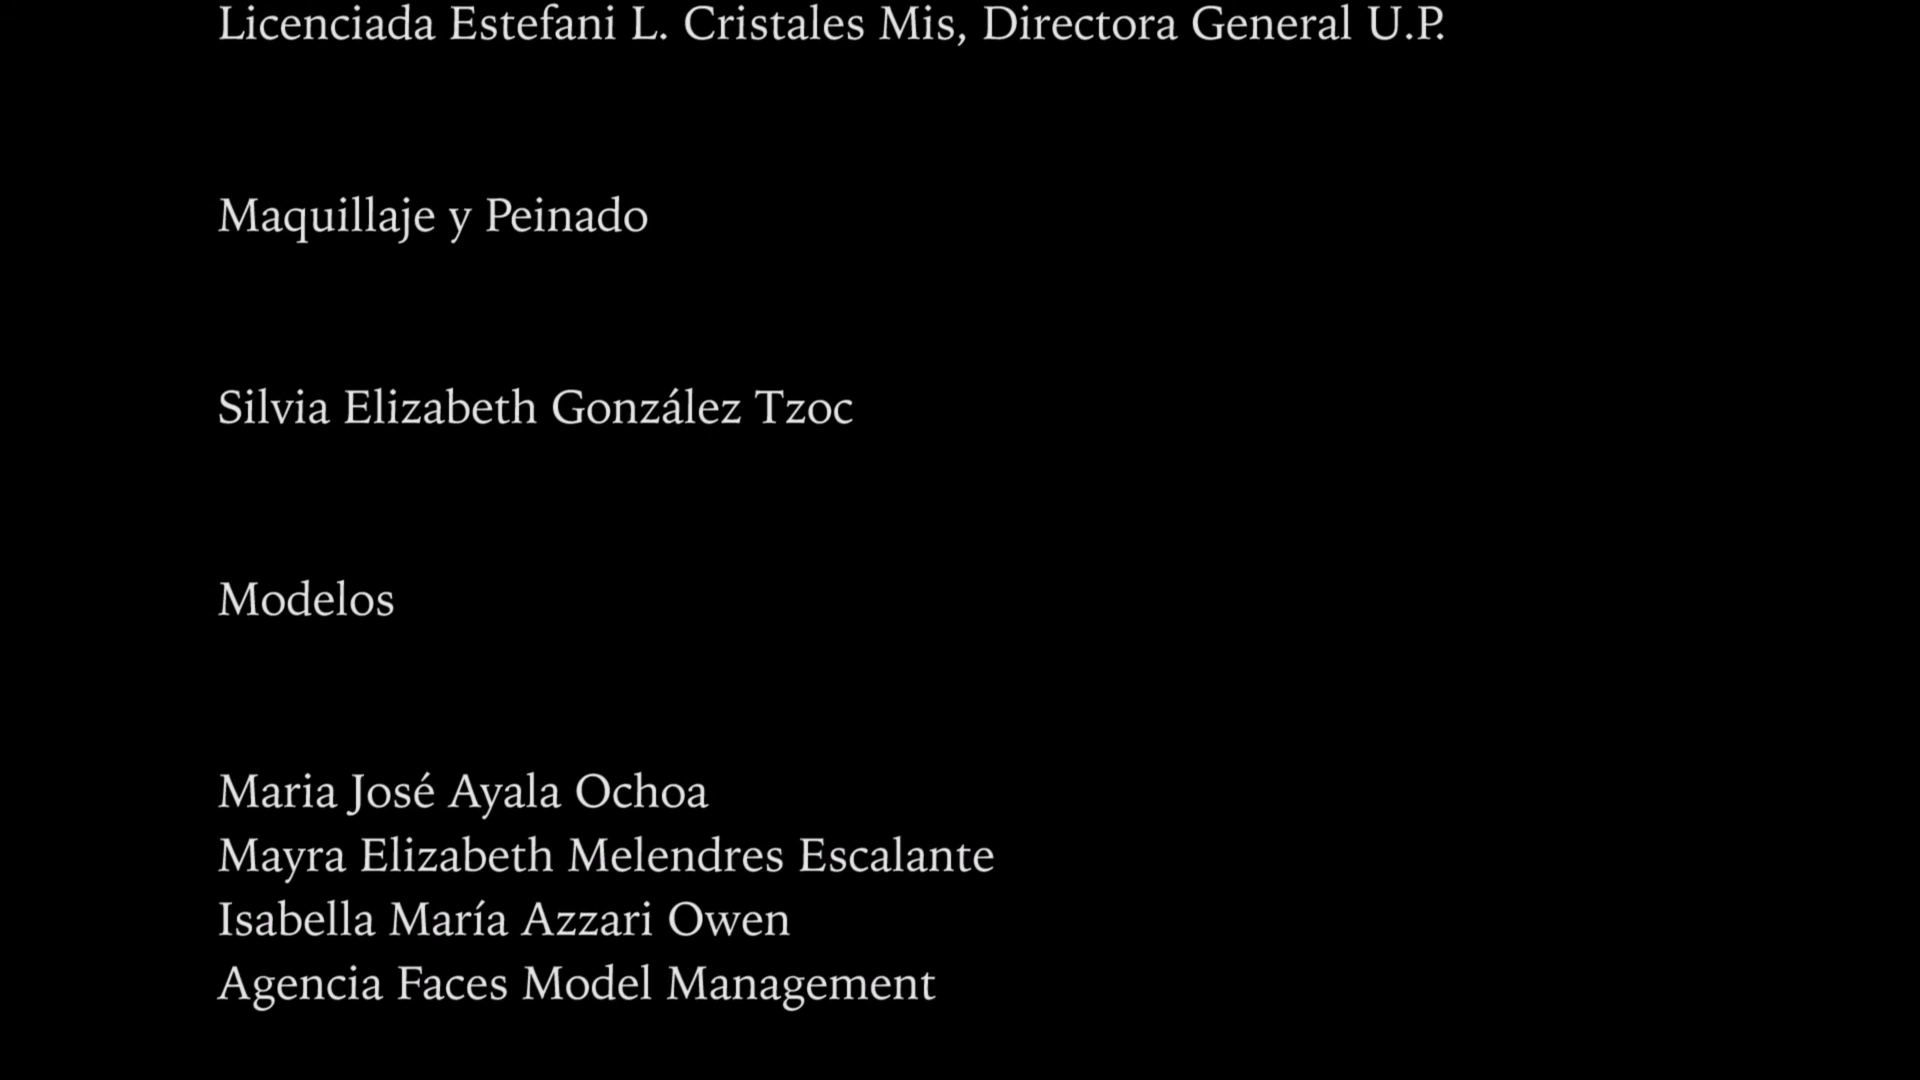 Licenciada Estefani L. Cristales Mis, Directora General U.P.
Maquillaje y Peinado
Silvia Elizabeth González Tzoc
Modelos
Maria José Ayala Ochoa
Mayra Elizabeth Melendres Escalante
Isabella María Azzari Owen
Agencia Faces Model Management